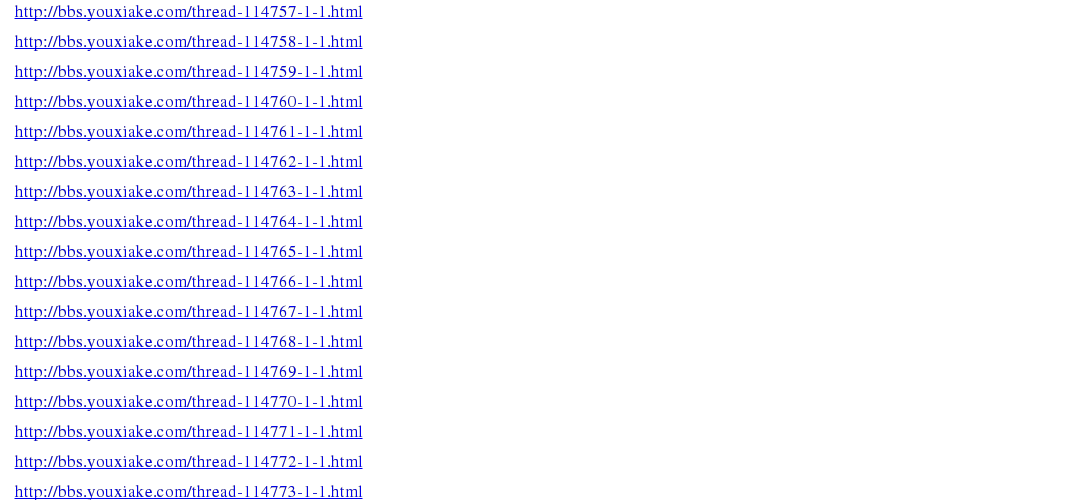 http://bbs.youxiake.com/thread-114757-1-1.html
http://bbs.youxiake.com/thread-114758-1-1.html
http://bbs.youxiake.com/thread-114759-1-1.html
http://bbs.youxiake.com/thread-114760-1-1.html
http://bbs.youxiake.com/thread-114761-1-1.html
http://bbs.youxiake.com/thread-114762-1-1.html
http://bbs.youxiake.com/thread-114763-1-1.html
http://bbs.youxiake.com/thread-114764-1-1.html
http://bbs.youxiake.com/thread-114765-1-1.html
http://bbs.youxiake.com/thread-114766-1-1.html
http://bbs.youxiake.com/thread-114767-1-1.html
http://bbs.youxiake.com/thread-114768-1-1.html
http://bbs.youxiake.com/thread-114769-1-1.html
http://bbs.youxiake.com/thread-114770-1-1.html
http://bbs.youxiake.com/thread-114771-1-1.html
http://bbs.youxiake.com/thread-114772-1-1.html
http://bbs.youxiake.com/thread-114773-1-1.html